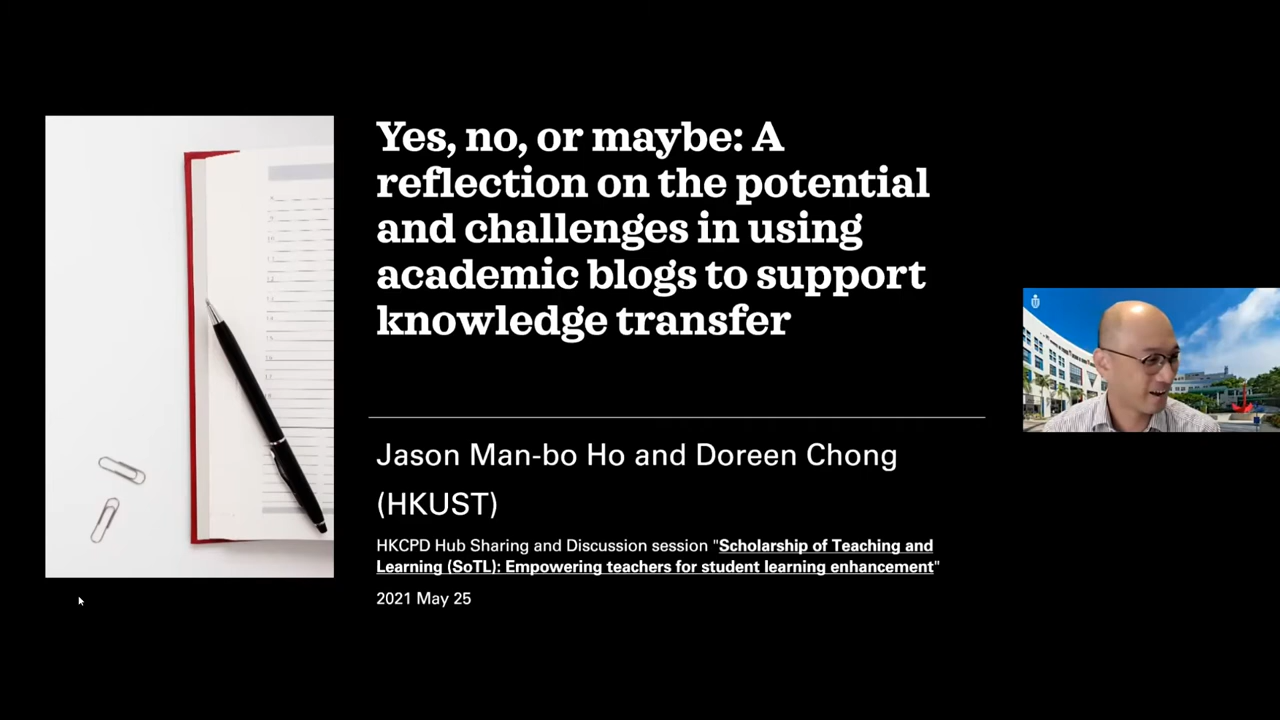 Yes, no, or maybe: A
reflection on the potential
and challenges in using
academic blogs to support
knowledge transfer
Jason Man-bo Ho and Doreen Chong
(HKUST)
HKCPD Hub Sharing and Discussion session "Scholarship of Teaching and
Learning (SoTL): Empowering teachers for student learning enhancement"
2021 May 25